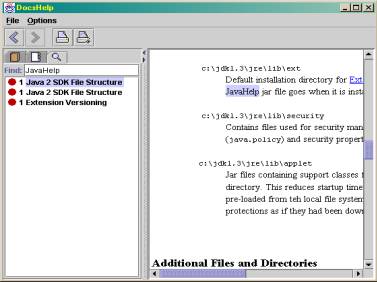 DocsHelp
File Options
Find: JavaHelp
1 Java 2 SDK File Structure
1 Java 2 SDK File Structure
1 Extension Versioning
c:\jdk1.3\jre\lib\ext
Default installation directory for Ext
JavaHelp jar file goes when it is insta
c:\jdk1.3\jre\lib\security
Contains files used for security man
(java.policy) and security propert
c:\jdk1.3\jre\lib\applet
Jar files containing support classes f
directory. This reduces startup time
pre-loaded from teh local file system
protections as if they had been down
Additional Files and Directories